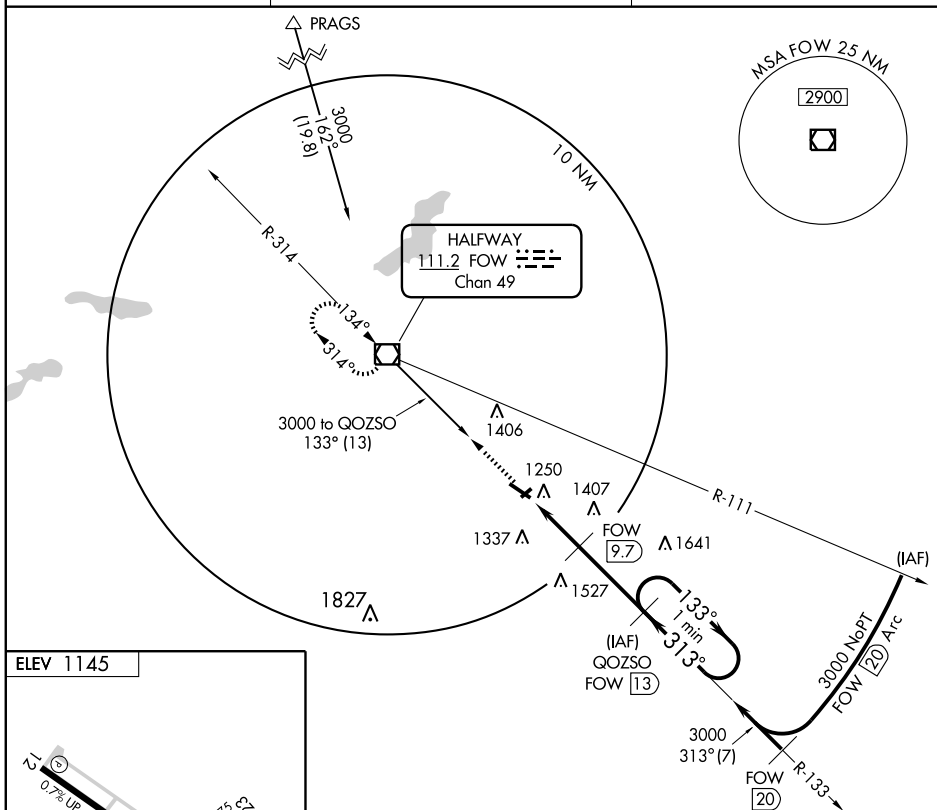 PRAGS
3000
162°
(19.8)
MSA FOW 25 NM
2900
10 NM
R-314
HALFWAY
111.2 FOW
Chan 49
134°
314°
3000 to QOZSO
133° (13)
1406
1250
1407
R-111
1337
FOW
9.7
1641
(IAF)
1527
1827
133°
1 min
313°
(IAF)
QOZSO
FOW 13
3000 NoPT
FOW 20 Arc
3000
313° (7)
FOW
20
R-133
ELEV 1145
12
P
0.7% UP